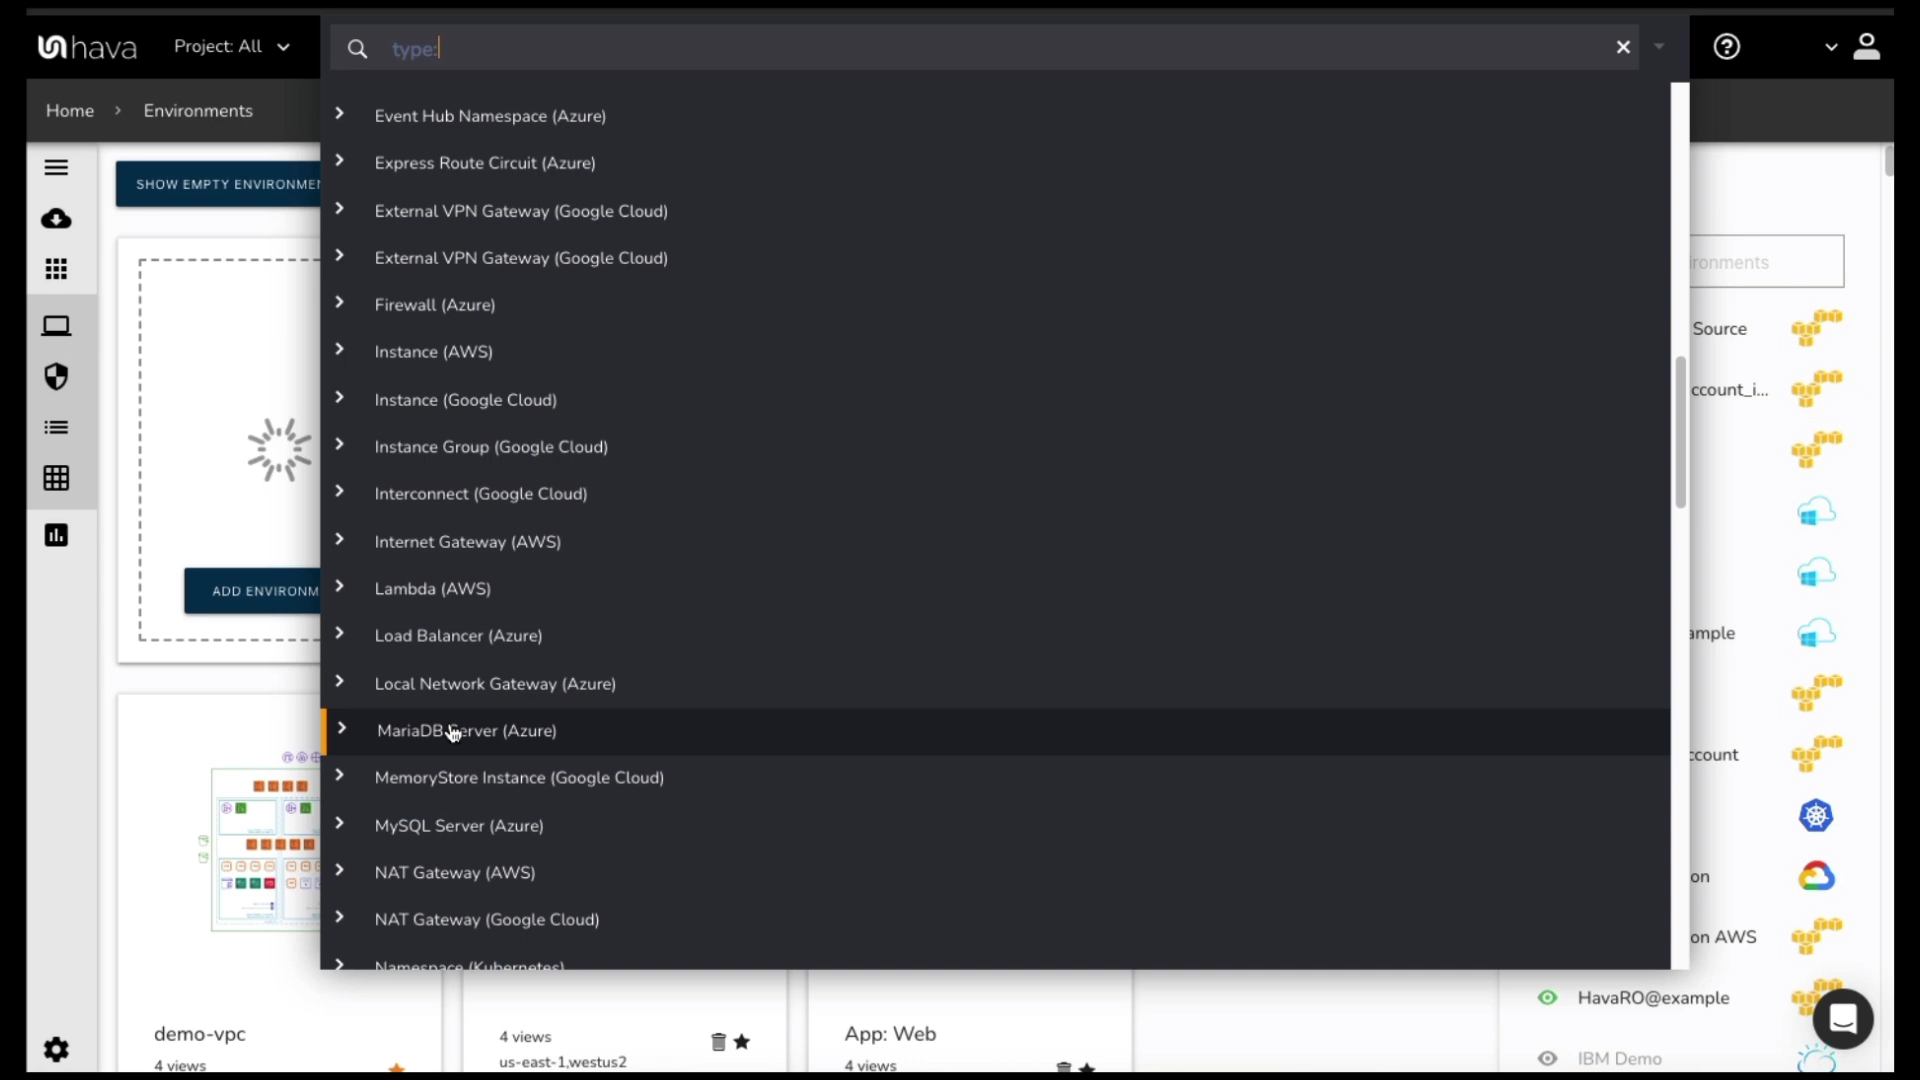 hava
Project: All
type:
Home
Environments
SHOW EMPTY ENVIRONMEN
ADD ENVIRONM
Event Hub Namespace (Azure)
Express Route Circuit (Azure)
External VPN Gateway (Google Cloud)
External VPN Gateway (Google Cloud)
Firewall (Azure)
Instance (AWS)
Instance (Google Cloud)
Instance Group (Google Cloud)
Interconnect (Google Cloud)
Internet Gateway (AWS)
Lambda (AWS)
Load Balancer (Azure)
Local Network Gateway (Azure)
MariaDB Server (Azure)
MemoryStore Instance (Google Cloud)
MySQL Server (Azure)
NAT Gateway (AWS)
NAT Gateway (Google Cloud)
Namespace (Kubernetes)
ironments
Source
ccount_i...
ample
ccount
on
on AWS
HavaRO@example
IBM Demo
demo-vpc
4 views
4 views
us-east-1,westus2
App: Web
4 views